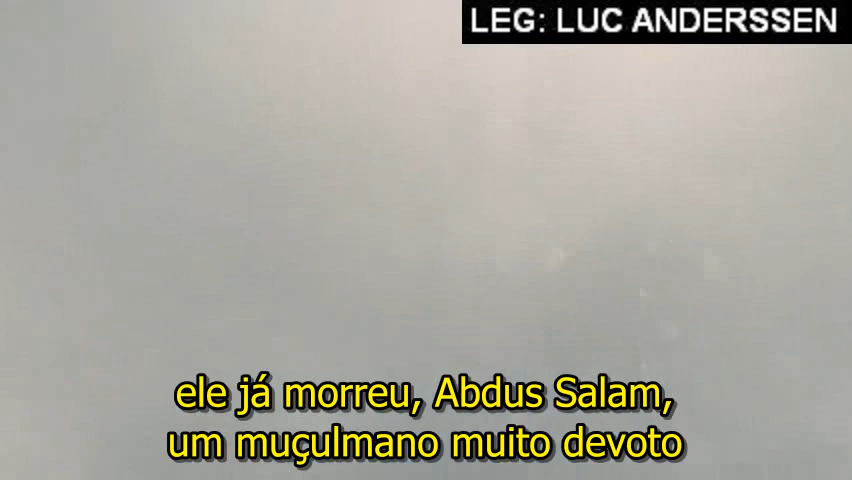 LEG: LUC ANDERSSEN
ele já morreu, Abdus Salam,
um muçulmano muito devoto